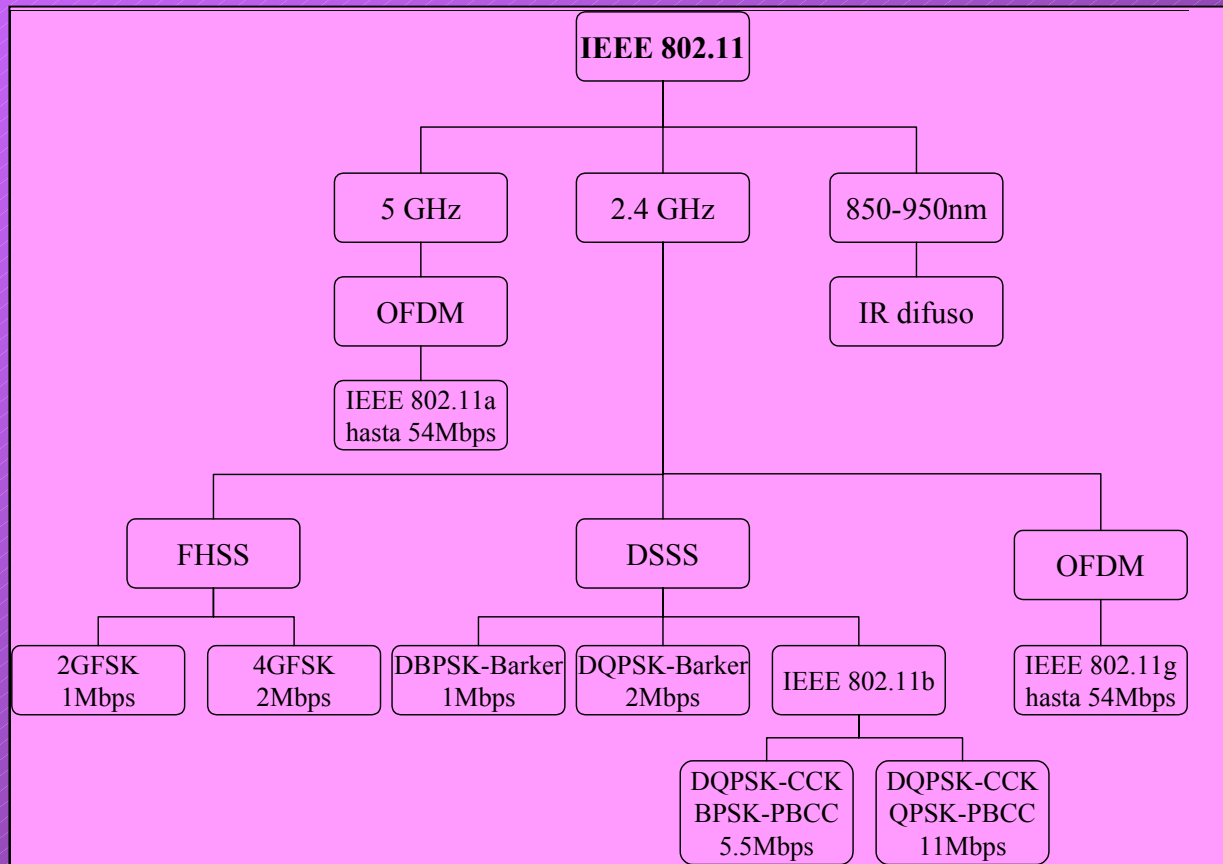 IEEE 802.11
5 GHz
2.4 GHz
850-950nm
OFDM
IR difuso
IEEE 802.11a
hasta 54Mbps
FHSS
DSSS
OFDM
2GFSK
1Mbps
4GFSK
2Mbps
DBPSK-Barker
1Mbps
DQPSK-Barker
2Mbps
IEEE 802.11b
IEEE 802.11g
hasta 54Mbps
DQPSK-CCK
BPSK-PBCC
5.5Mbps
DQPSK-CCK
QPSK-PBCC
11Mbps